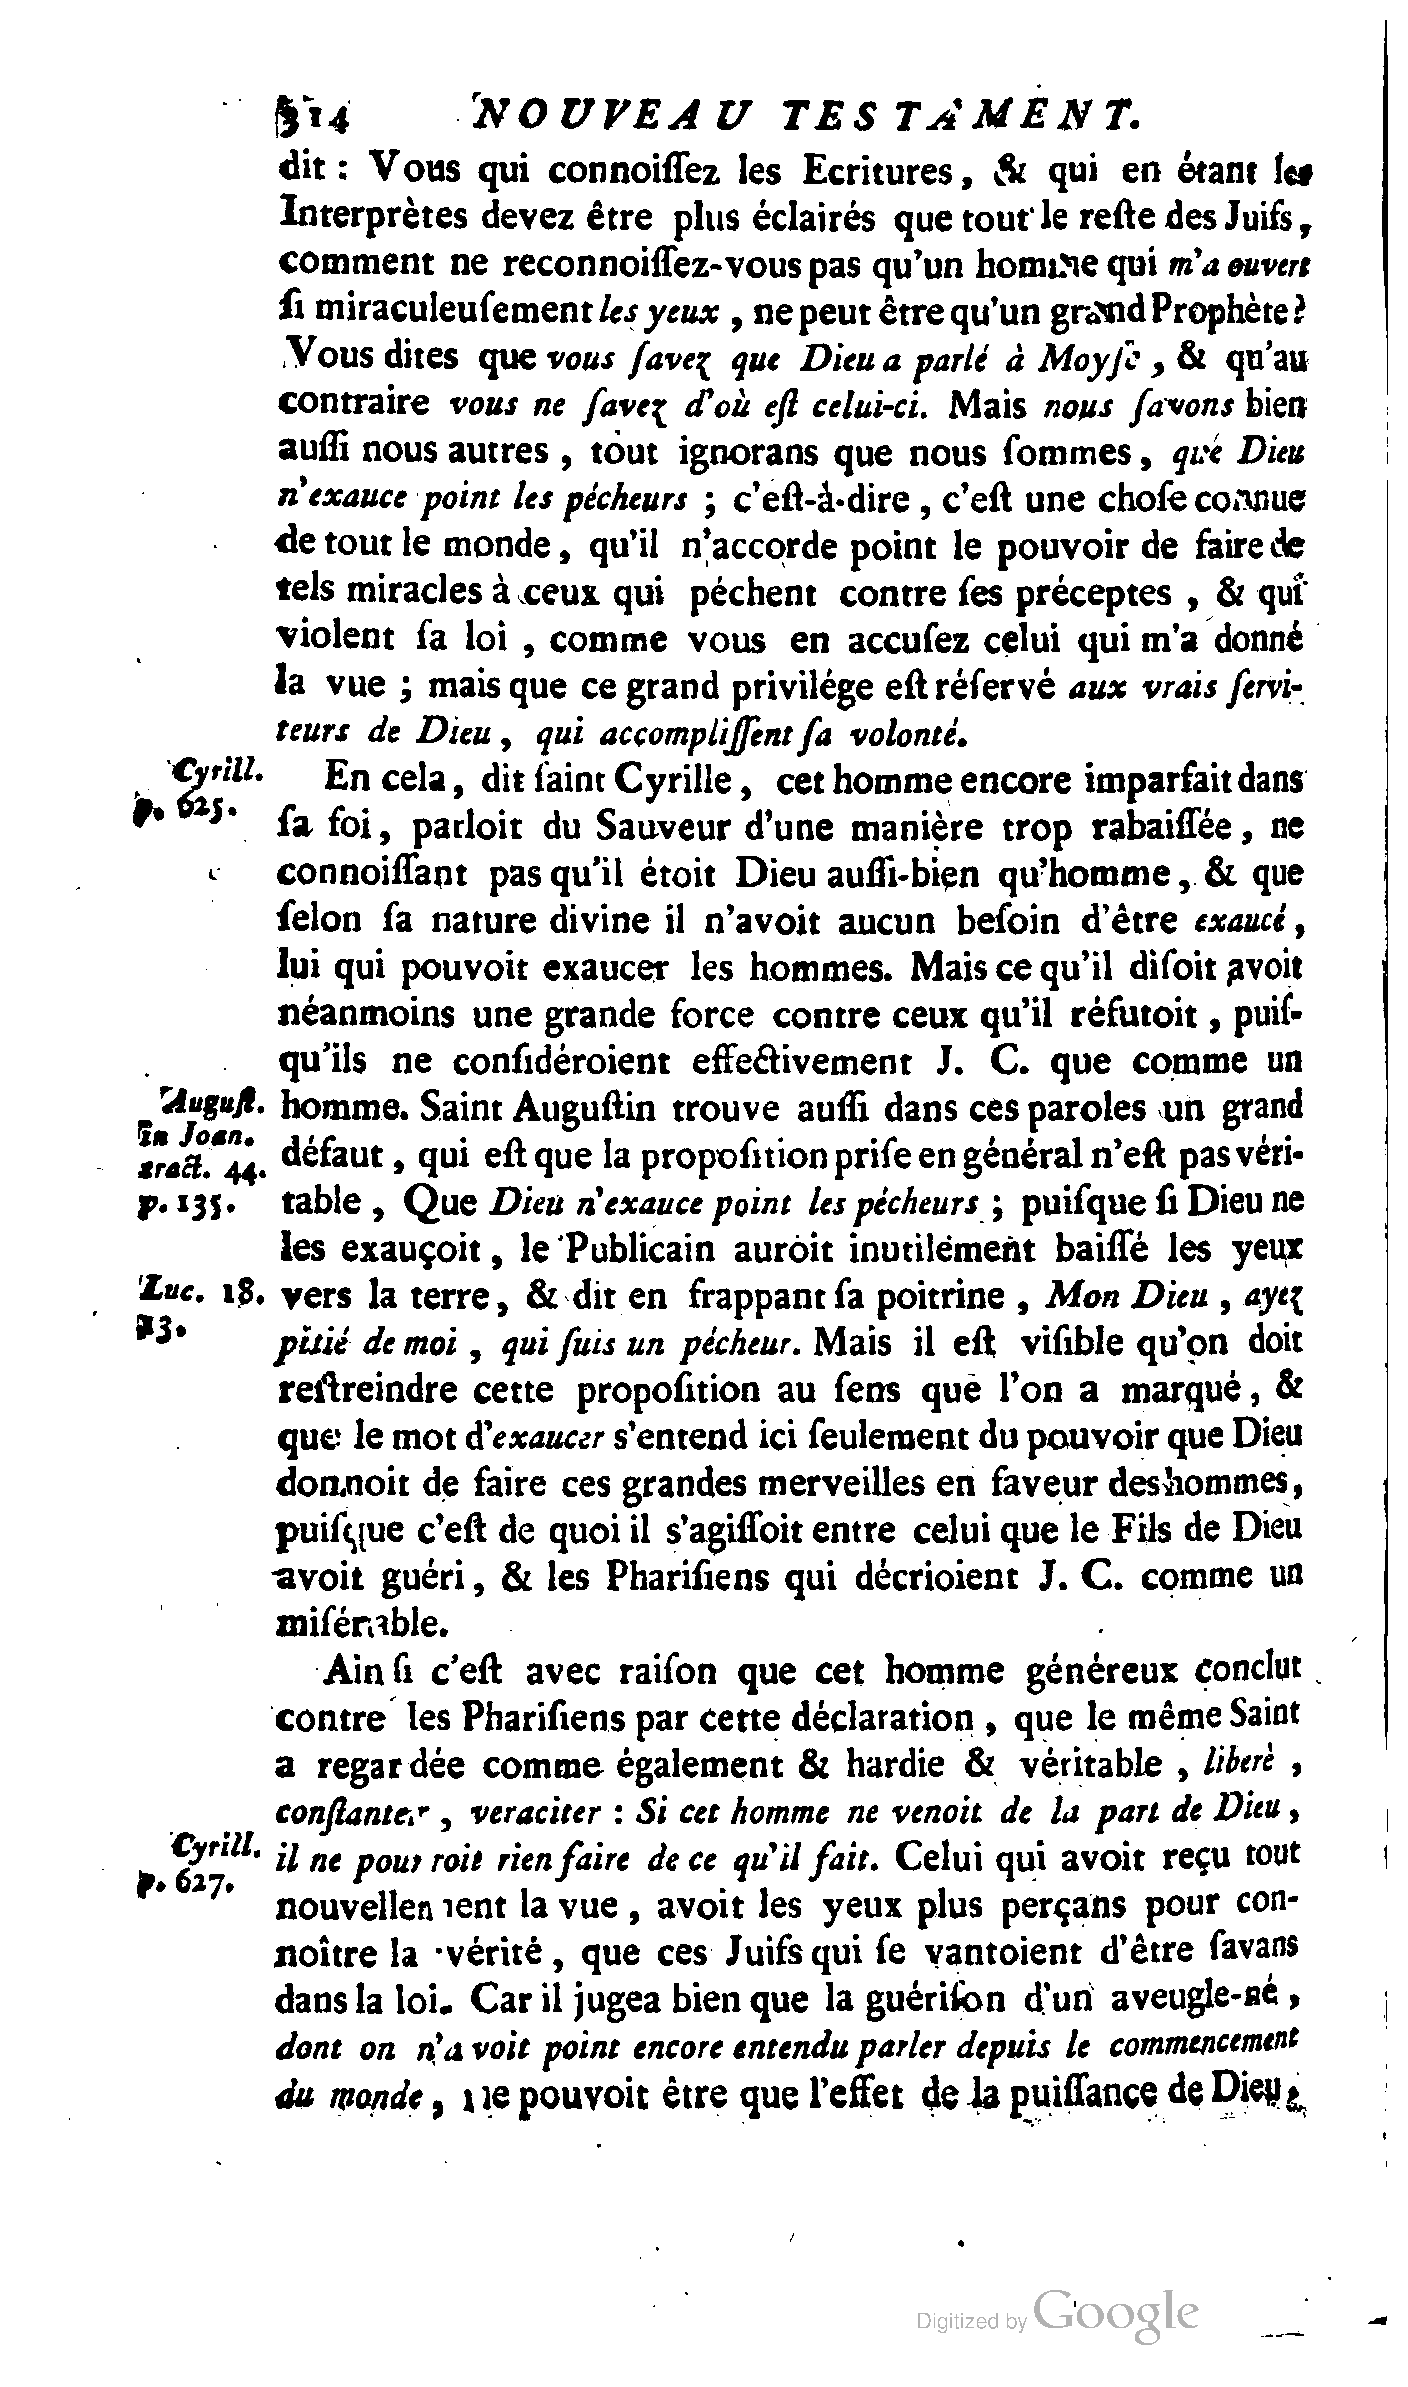 314 NOUVEAU TESTAMENT.
dit : Vous qui connoiſſez les Ecritures, & qui en étant les
Interprètes devez être plus éclairés que tout le reſte des Juifs,
comment ne reconnoiſſez-vous pas qu'un homme qui m'a ouvert
ſi miraculeuſement les yeux, ne peut être qu'un grand Prophète?
Vous dites que vous ſavez que Dieu a parlé à Moyſe, & qu'au
contraire vous ne ſavez d'où eſt celui-ci. Mais nous ſavons bien
auſſi nous autres, tout ignorans que nous ſommes, que Dieu
n'exauce point les pécheurs ; c'eſt-à-dire, c'eſt une choſe connue
de tout le monde, qu'il n'accorde point le pouvoir de faire de
tels miracles à ceux qui péchent contre ſes préceptes, & qui
violent ſa loi, comme vous en accuſez celui qui m'a donné
la vue ; mais que ce grand privilége eſt réſervé aux vrais ſervi-
teurs de Dieu, qui accompliſſent ſa volonté.
Cyrill.
p. 625.
En cela, dit ſaint Cyrille, cet homme encore imparfait dans
ſa foi, parloit du Sauveur d'une manière trop rabaiſſée, ne
connoiſſant pas qu'il étoit Dieu auſſi-bien qu'homme, & que
ſelon ſa nature divine il n'avoit aucun beſoin d'être exaucé,
lui qui pouvoit exaucer les hommes. Mais ce qu'il diſoit avoit
néanmoins une grande force contre ceux qu'il réfutoit, puiſ-
qu'ils ne conſidéroient effectivement J. C. que comme un
Auguſt.
in Joan.
tract. 44.
p. 135.
homme. Saint Auguſtin trouve auſſi dans ces paroles un grand
défaut, qui eſt que la propoſition priſe en général n'eſt pas véri-
table, Que Dieu n'exauce point les pécheurs ; puiſque ſi Dieu ne
les exauçoit, le Publicain auroit inutilement baiſſé les yeux
Luc. 18.
23.
vers la terre, & dit en frappant ſa poitrine, Mon Dieu, ayez
pitié de moi, qui ſuis un pécheur. Mais il eſt viſible qu'on doit
reſtreindre cette propoſition au ſens que l'on a marqué, &
que le mot d'exaucer s'entend ici ſeulement du pouvoir que Dieu
donnoit de faire ces grandes merveilles en faveur des hommes,
puiſque c'eſt de quoi il s'agiſſoit entre celui que le Fils de Dieu
avoit guéri, & les Phariſiens qui décrioient J. C. comme un
miſérable.
Ainſi c'eſt avec raiſon que cet homme généreux conclut
contre les Phariſiens par cette déclaration, que le même Saint
a regardée comme également & hardie & véritable, liberè,
conſtanter, veraciter : Si cet homme ne venoit de la part de Dieu,
Cyrill.
p. 627.
il ne pourroit rien faire de ce qu'il fait. Celui qui avoit reçu tout
nouvellement la vue, avoit les yeux plus perçans pour con-
noître la vérité, que ces Juifs qui ſe vantoient d'être ſavans
dans la loi. Car il jugea bien que la guériſon d'un aveugle-né,
dont on n'avoit point encore entendu parler depuis le commencement
du monde, ne pouvoit être que l'effet de la puiſſance de Dieu,
Digitized by Google